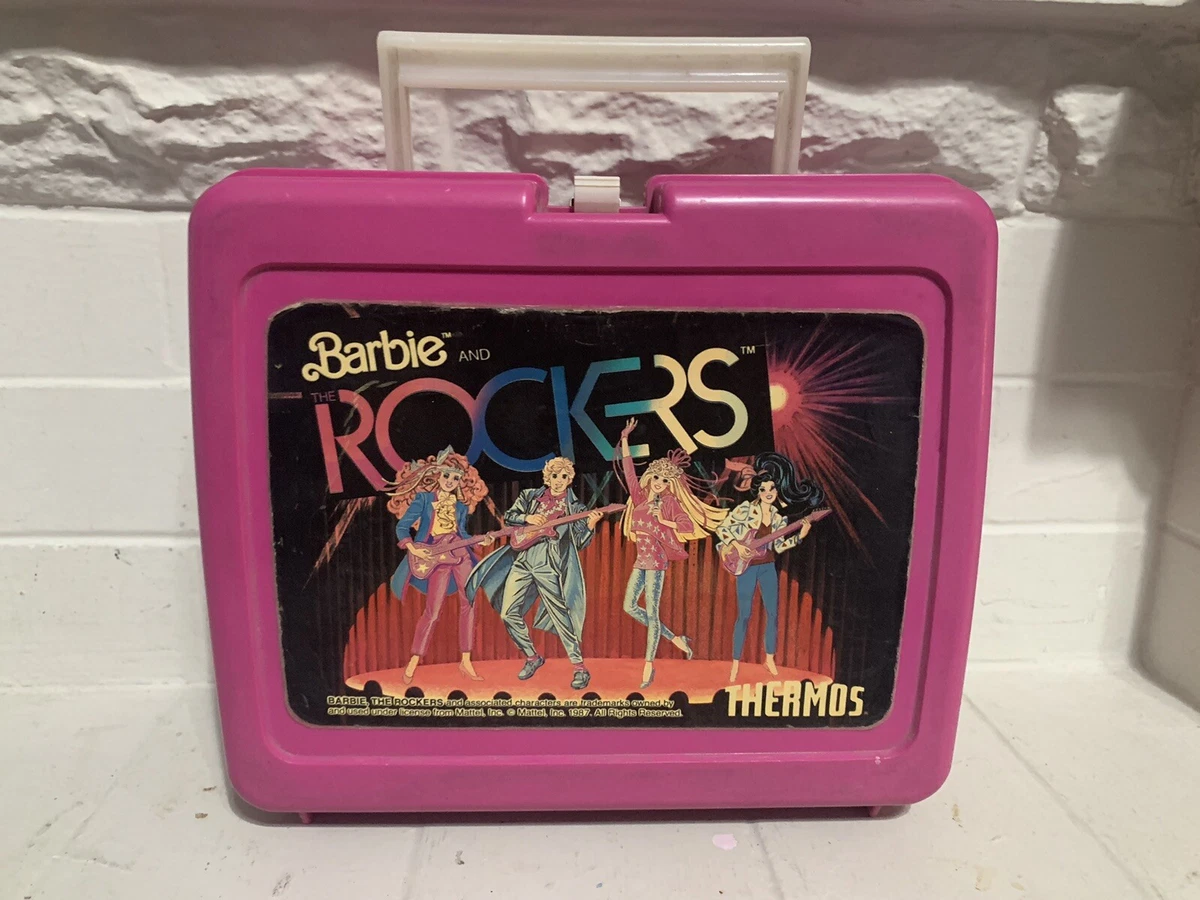 Barbie™ AND
THE ROCKERS™
BARBIE, THE ROCKERS and associated characters are trademarks owned by
and used under license from Mattel, Inc. © Mattel, Inc. 1987. All Rights Reserved.
THERMOS